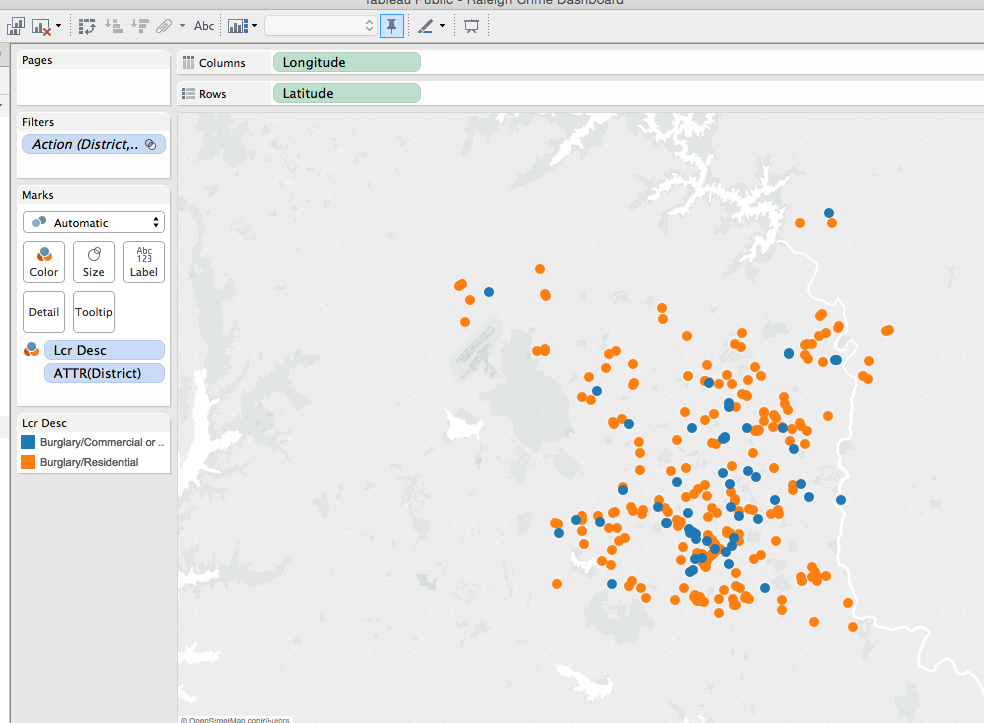 Tableau Public - Raleigh Crime Dashboard
Abc
Pages
Columns
Longitude
Rows
Latitude
Filters
Action (District,..
Marks
Automatic
Color
Size
Abc
123
Label
Detail
Tooltip
Lcr Desc
ATTR(District)
Lcr Desc
Burglary/Commercial or ..
Burglary/Residential
© OpenStreetMap contributors